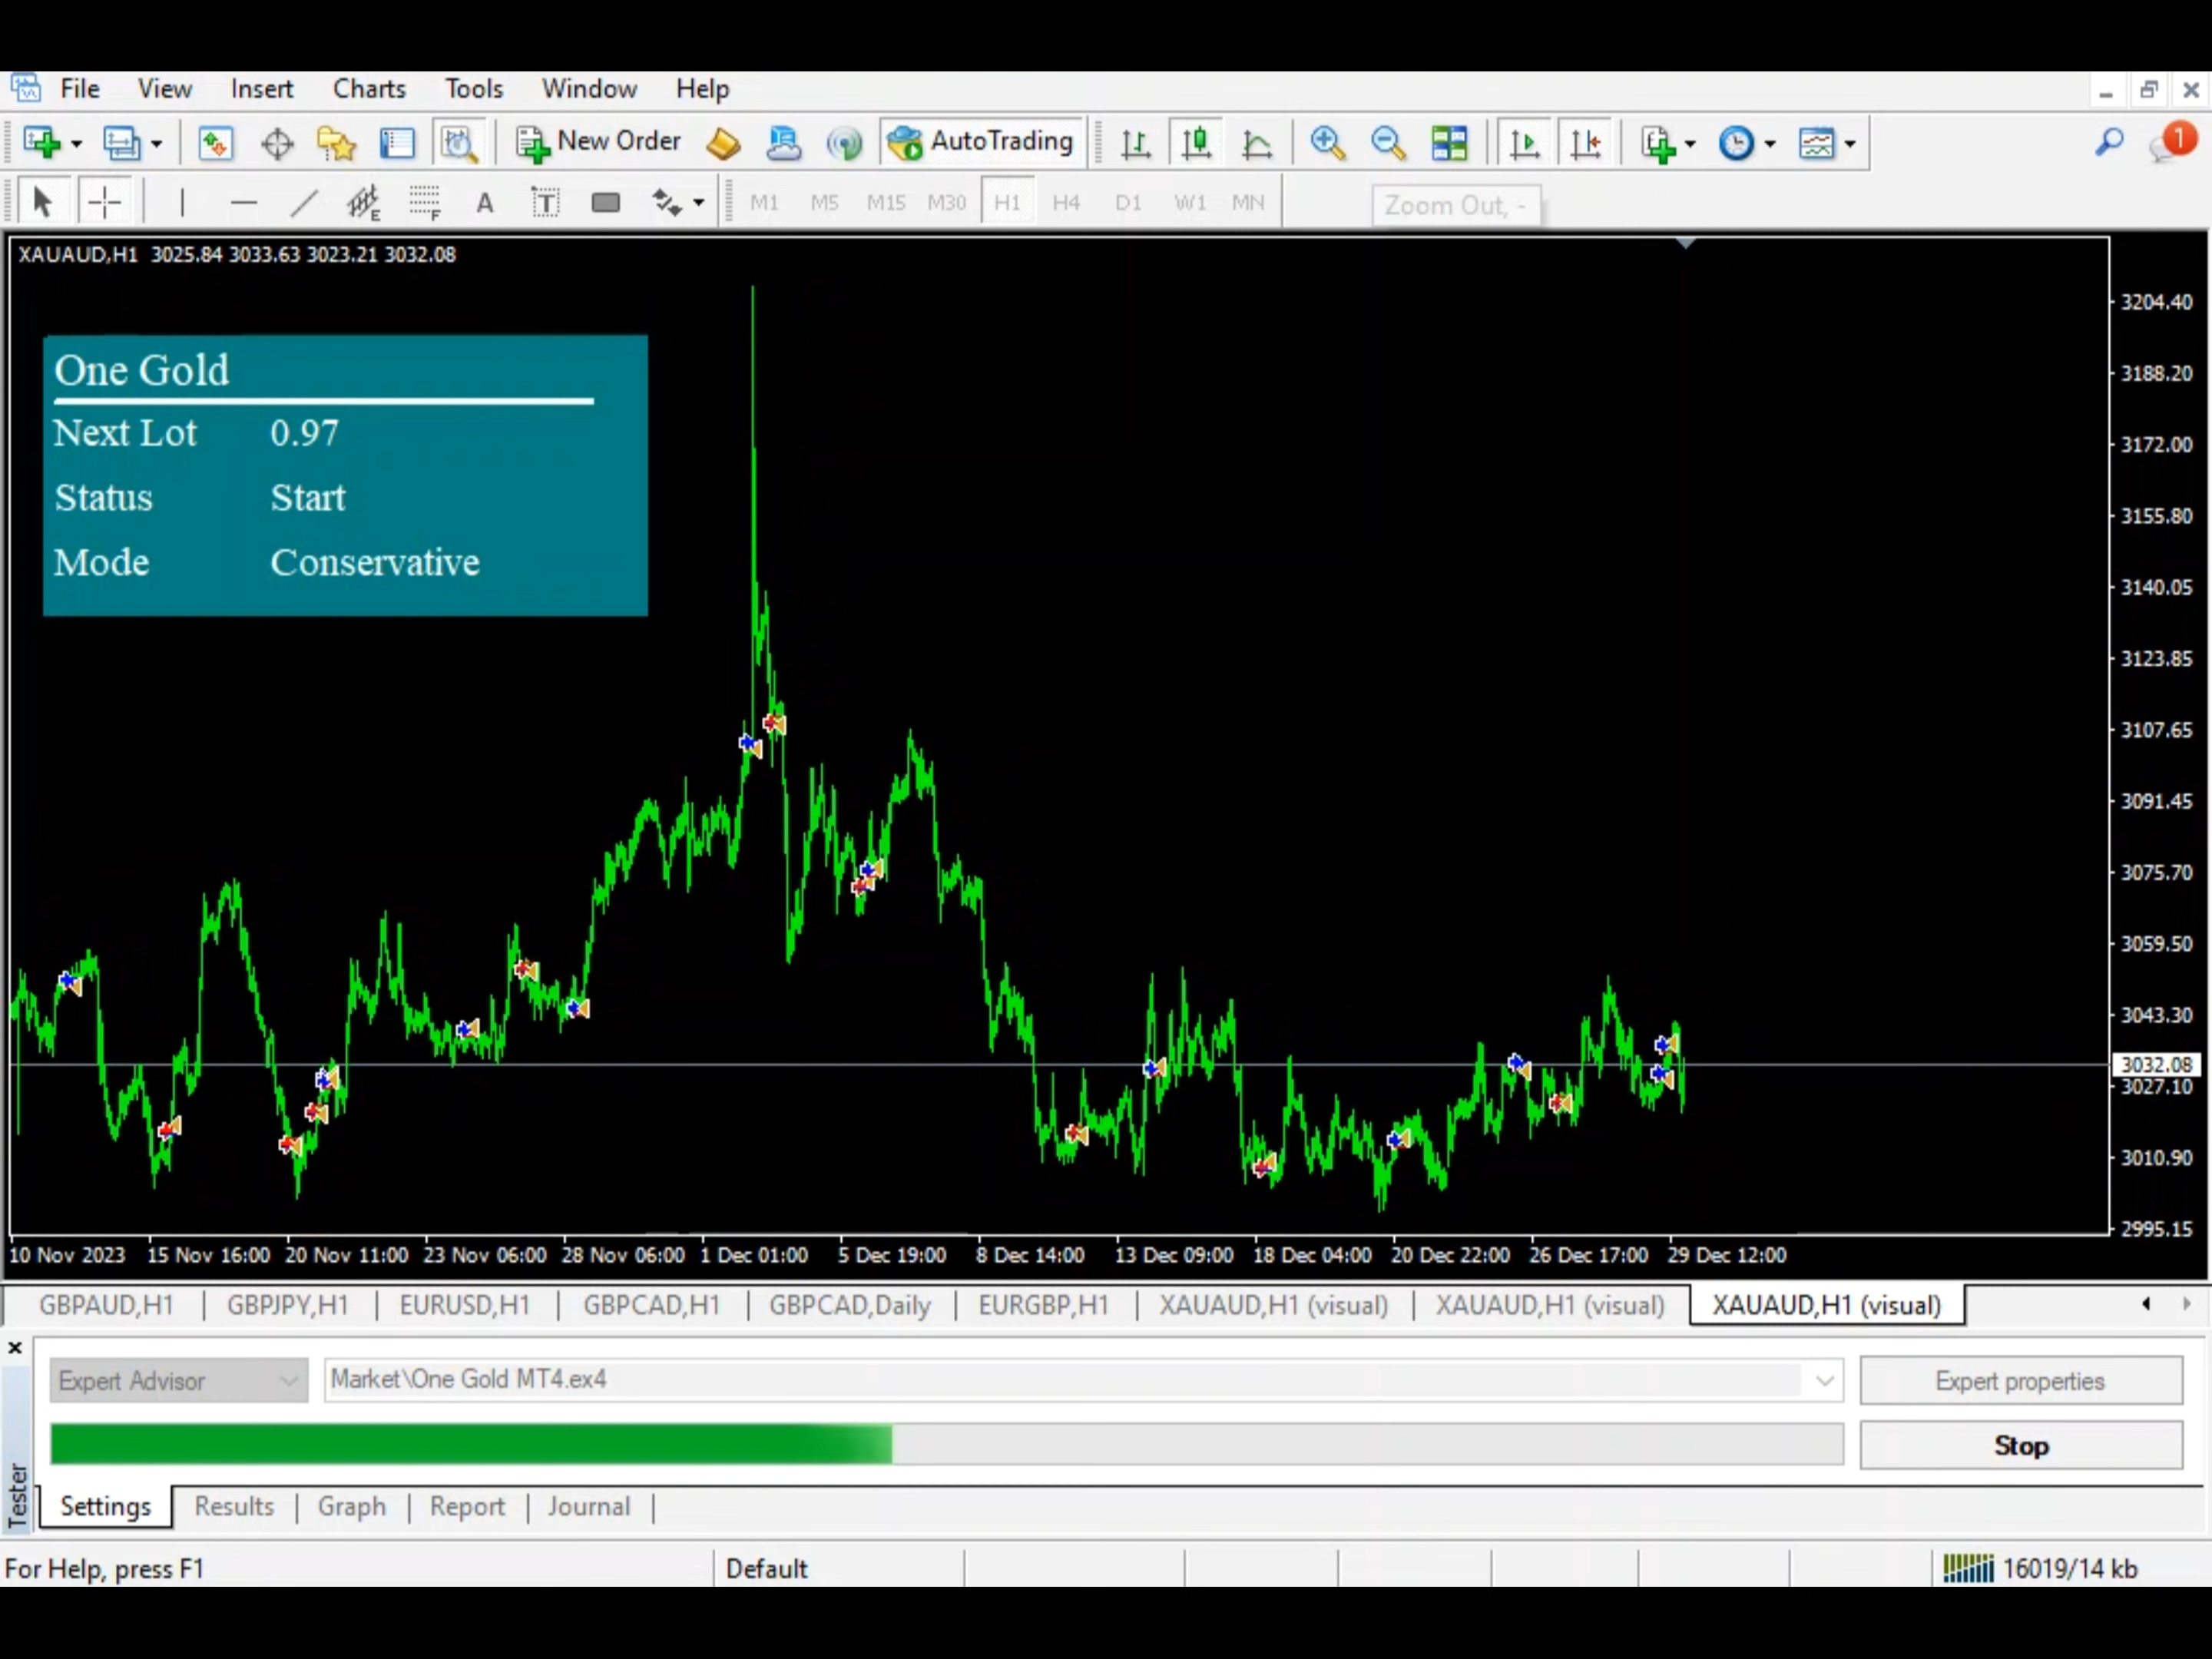 File View Insert Charts Tools Window Help
New Order AutoTrading 1
E F A T M1 M5 M15 M30 H1 H4 D1 W1 MN Zoom Out, -
XAUAUD,H1 3025.84 3033.63 3023.21 3032.08
One Gold
Next Lot 0.97
Status Start
Mode Conservative
3204.40
3188.20
3172.00
3155.80
3140.05
3123.85
3107.65
3091.45
3075.70
3059.50
3043.30
3032.08
3027.10
3010.90
2995.15
10 Nov 2023 15 Nov 16:00 20 Nov 11:00 23 Nov 06:00 28 Nov 06:00 1 Dec 01:00 5 Dec 19:00 8 Dec 14:00 13 Dec 09:00 18 Dec 04:00 20 Dec 22:00 26 Dec 17:00 29 Dec 12:00
GBPAUD,H1 GBPJPY,H1 EURUSD,H1 GBPCAD,H1 GBPCAD,Daily EURGBP,H1 XAUAUD,H1 (visual) XAUAUD,H1 (visual) XAUAUD,H1 (visual)
Expert Advisor Market\One Gold MT4.ex4 Expert properties
Stop
Tester
Settings Results Graph Report Journal
For Help, press F1 Default 16019/14 kb